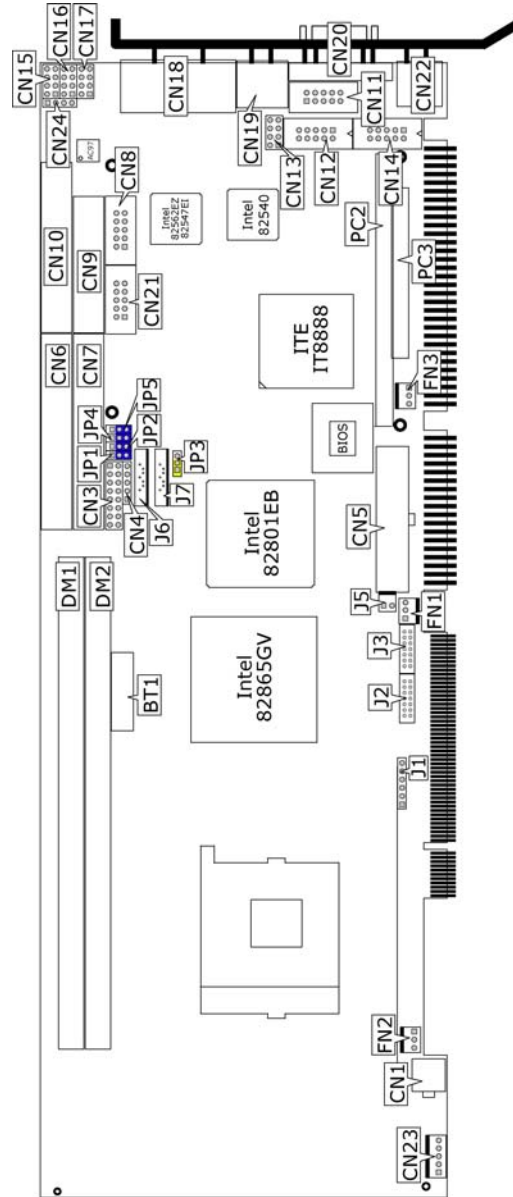 CN15
CN16
CN17
CN24
CN18
CN20
CN22
CN19
CN11
CN13
CN12
CN14
AC97
CN8
CN10
CN9
CN21
Intel
82562EZ
82547EI
Intel
82540
PC2
PC3
ITE
IT8888
FN3
CN6
CN7
JP4
JP5
JP1
JP2
JP3
CN3
CN4
J6
J7
BIOS
CN5
Intel
82801EB
DM1
DM2
J5
FN1
J3
J2
BT1
Intel
82865GV
J1
FN2
CN1
CN23